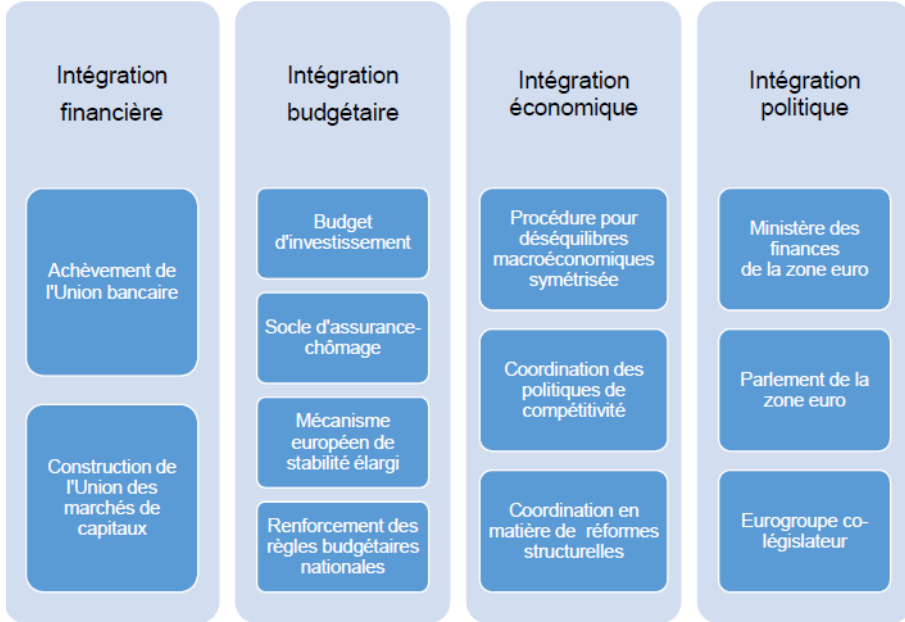 Intégration
financière
Achèvement de
l'Union bancaire
Construction de
l'Union des
marchés de
capitaux
Intégration
budgétaire
Budget
d'investissement
Socle d'assurance-
chômage
Mécanisme
européen de
stabilité élargi
Renforcement des
règles budgétaires
nationales
Intégration
économique
Procédure pour
déséquilibres
macroéconomiques
symétrisée
Coordination des
politiques de
compétitivité
Coordination en
matière de réformes
structurelles
Intégration
politique
Ministère des
finances
de la zone euro
Parlement de la
zone euro
Eurogroupe co-
législateur